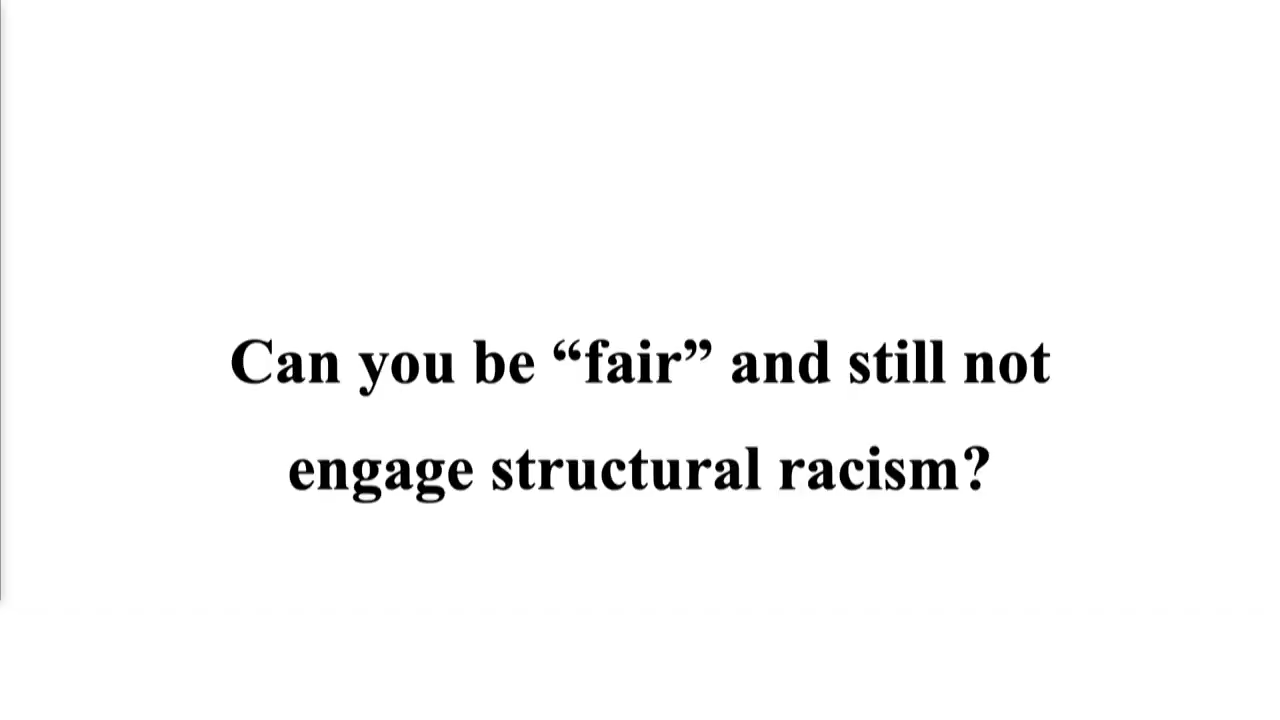 Can you be “fair” and still not
engage structural racism?